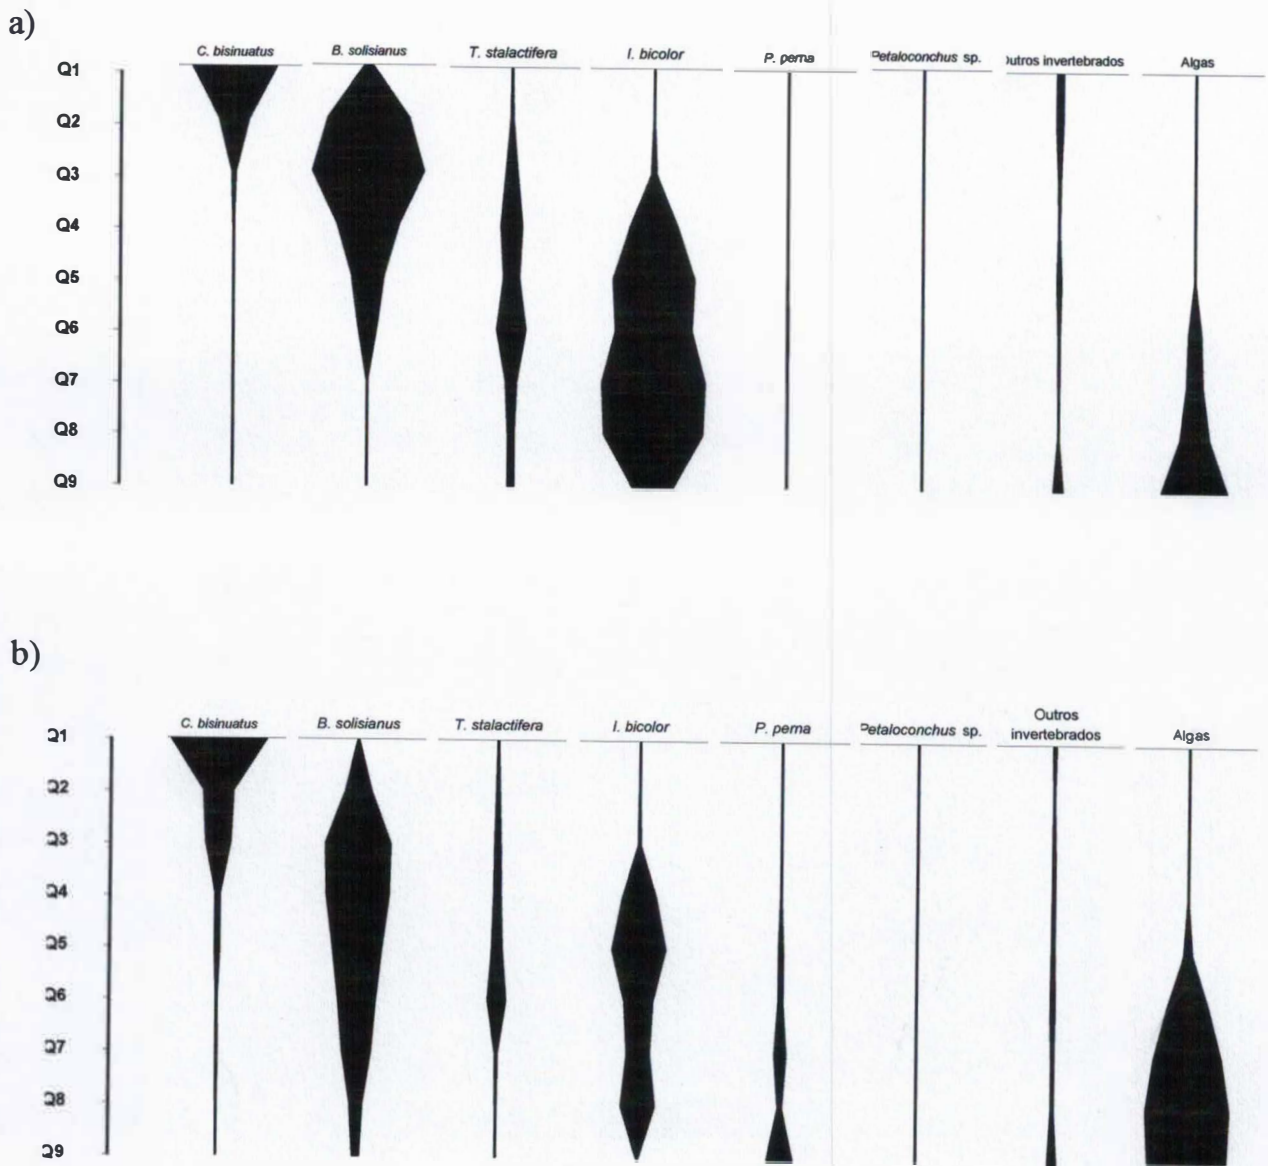 a)
C. bisinuatus B. solisianus T. stalactifera I. bicolor P. perna Petaloconchus sp. outros invertebrados Algas
Q1
Q2
Q3
Q4
Q5
Q6
Q7
Q8
Q9
b)
C. bisinuatus B. solisianus T. stalactifera I. bicolor P. perna Petaloconchus sp. Outros invertebrados Algas
Q1
Q2
Q3
Q4
Q5
Q6
Q7
Q8
Q9